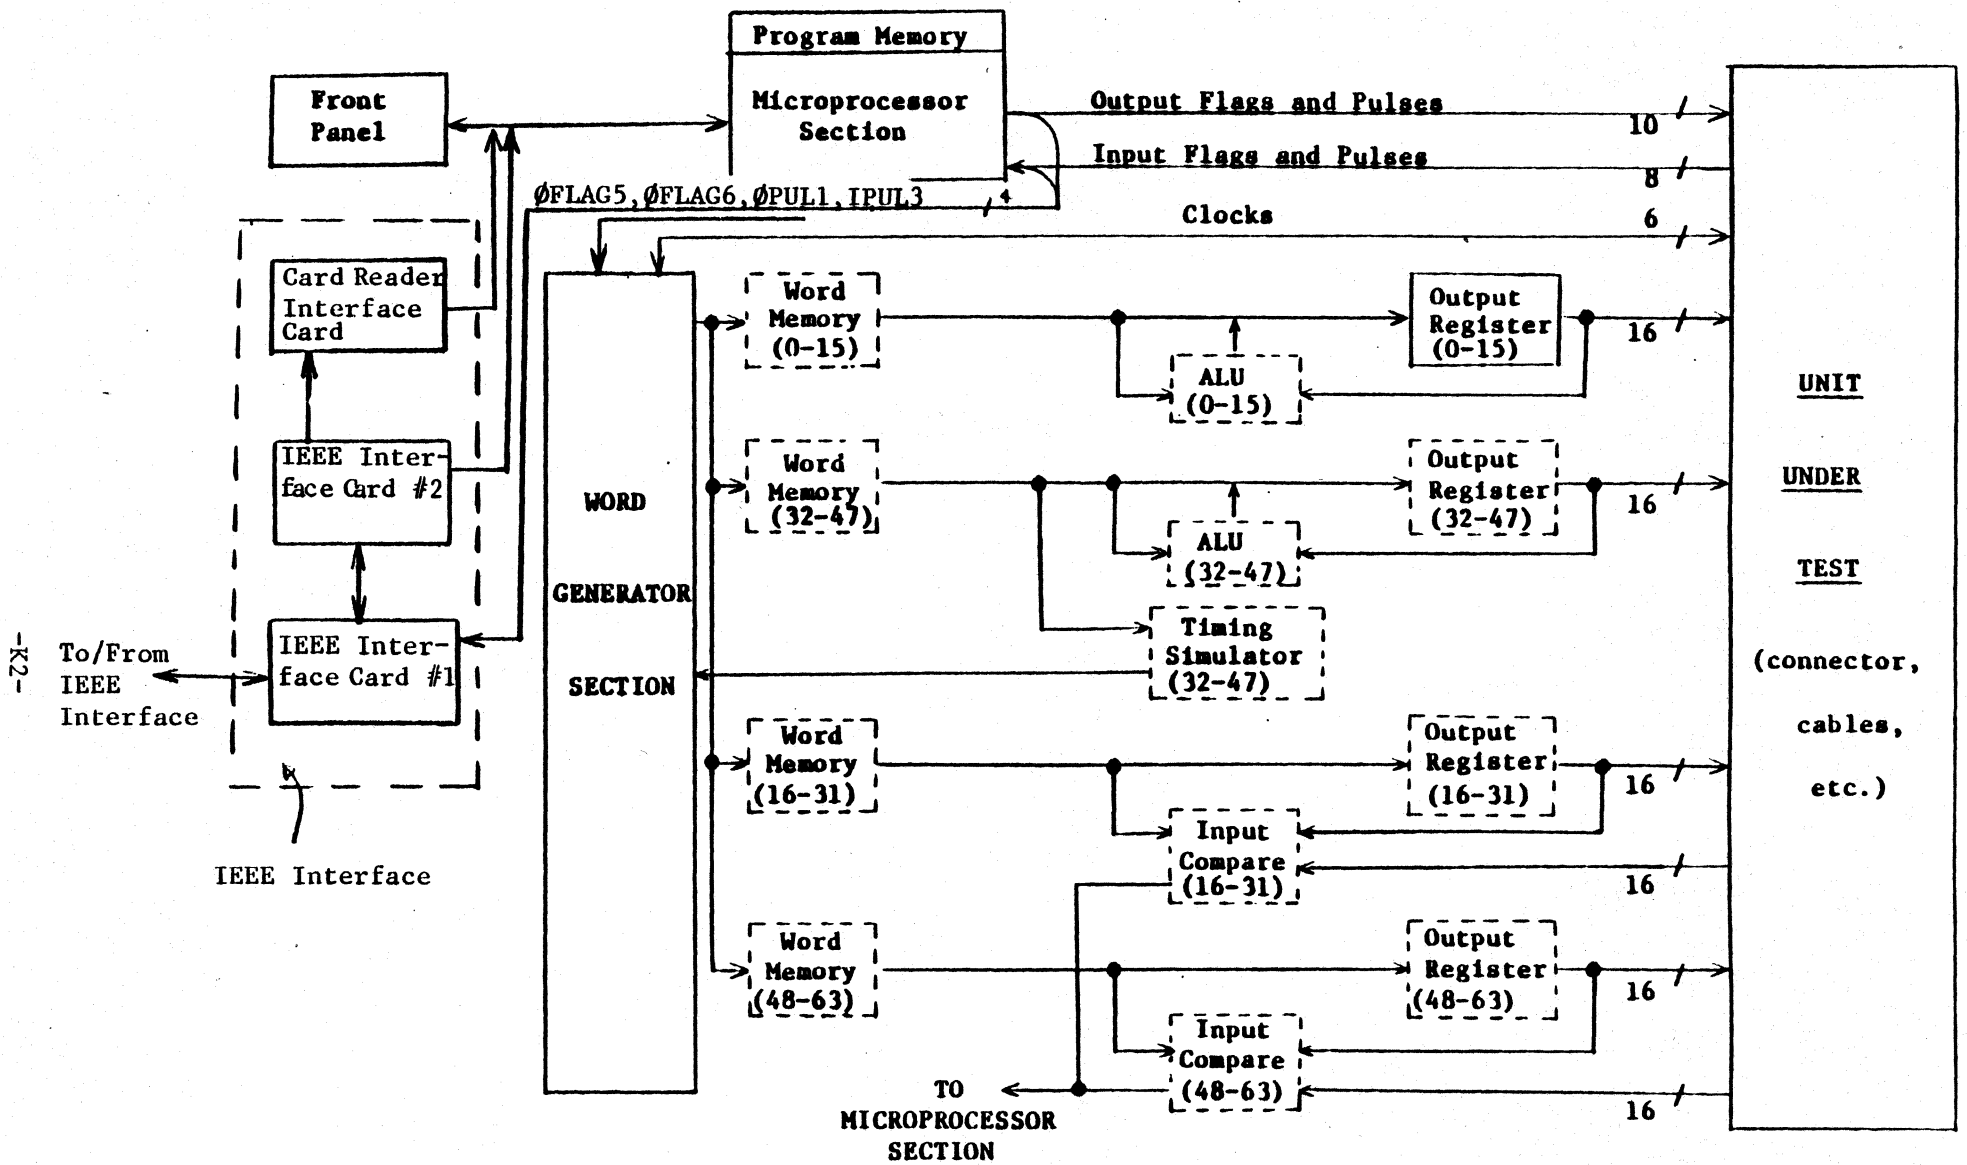 Program Memory
Microprocessor
Section
Front
Panel
Output Flags and Pulses
10
Input Flags and Pulses
8
ØFLAG5, ØFLAG6, ØPUL1, IPUL3
4
Clocks
6
Card Reader
Interface
Card
IEEE Inter-
face Card #2
IEEE Inter-
face Card #1
To/From
IEEE
Interface
IEEE Interface
-K2-
WORD
GENERATOR
SECTION
Word
Memory
(0-15)
ALU
(0-15)
Output
Register
(0-15)
16
Word
Memory
(32-47)
ALU
(32-47)
Output
Register
(32-47)
16
Timing
Simulator
(32-47)
Word
Memory
(16-31)
Output
Register
(16-31)
16
Input
Compare
(16-31)
16
Word
Memory
(48-63)
Output
Register
(48-63)
16
Input
Compare
(48-63)
16
TO
MICROPROCESSOR
SECTION
UNIT
UNDER
TEST
(connector,
cables,
etc.)